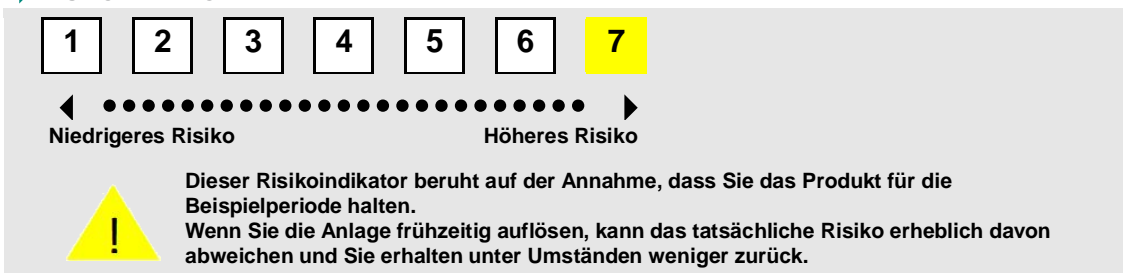 1 2 3 4 5 6 7
Niedrigeres Risiko Höheres Risiko
Dieser Risikoindikator beruht auf der Annahme, dass Sie das Produkt für die
Beispielperiode halten.
Wenn Sie die Anlage frühzeitig auflösen, kann das tatsächliche Risiko erheblich davon
abweichen und Sie erhalten unter Umständen weniger zurück.
!